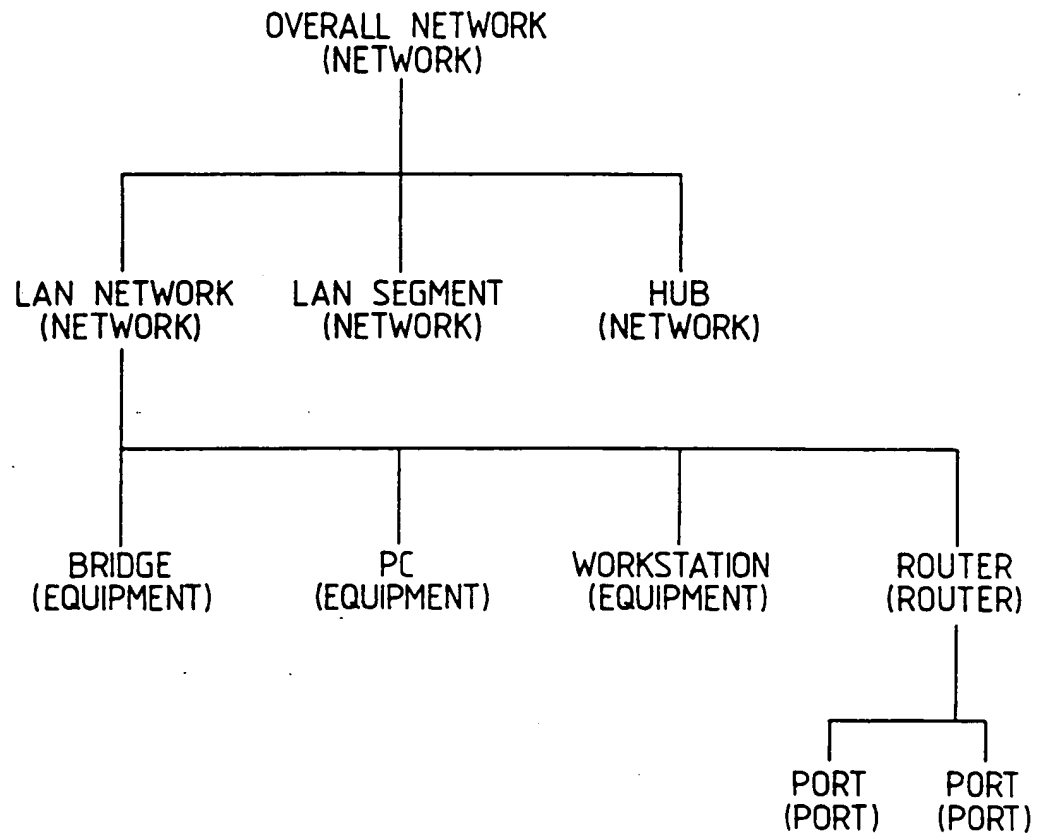 OVERALL NETWORK
(NETWORK)
LAN NETWORK
(NETWORK)
LAN SEGMENT
(NETWORK)
HUB
(NETWORK)
BRIDGE
(EQUIPMENT)
PC
(EQUIPMENT)
WORKSTATION
(EQUIPMENT)
ROUTER
(ROUTER)
PORT
(PORT)
PORT
(PORT)